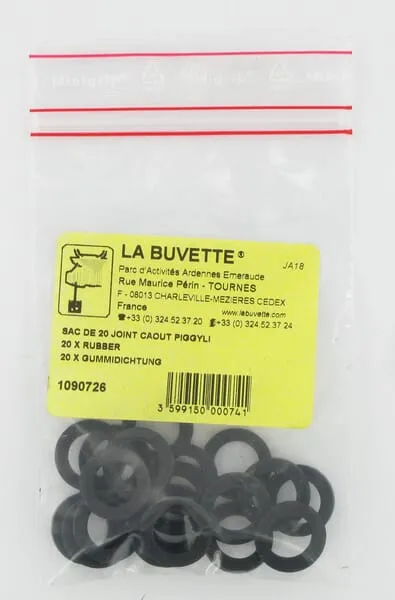 LA BUVETTE®
JA18
Parc d'Activités Ardennes Emeraude
Rue Maurice Périn - TOURNES
F - 08013 CHARLEVILLE-MEZIERES CEDEX
France
www.labuvette.com
+33 (0) 324.52.37 20
+33 (0) 324.52.37 24
SAC DE 20 JOINT CAOUT PIGGYLI
20 X RUBBER
20 X GUMMIDICHTUNG
1090726
3 599150 000741